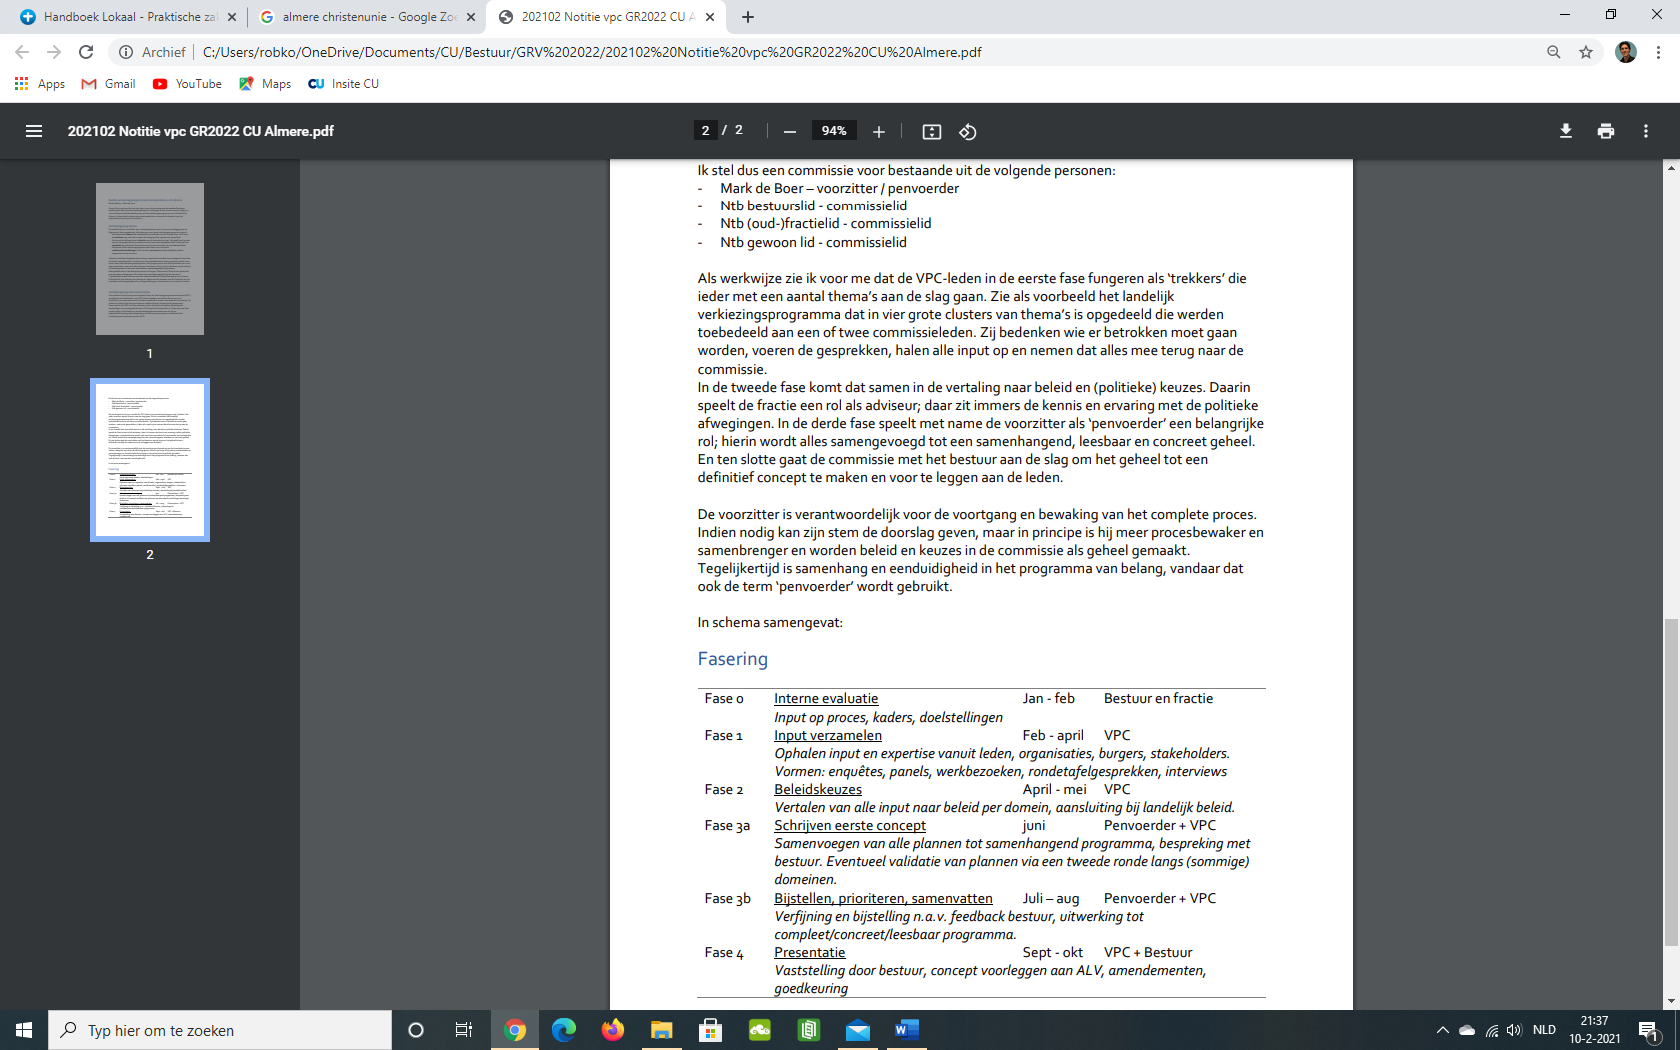 Handboek Lokaal - Praktische za
almere christenunie - Google Zoe
202102 Notitie vpc GR2022 CU A
Archief
C:/Users/robko/OneDrive/Documents/CU/Bestuur/GRV%202022/202102%20Notitie%20vpc%20GR2022%20CU%20Almere.pdf
Apps
Gmail
YouTube
Maps
CU Insite CU
202102 Notitie vpc GR2022 CU Almere.pdf
2 / 2
94%
1
2
Ik stel dus een commissie voor bestaande uit de volgende personen:
- Mark de Boer – voorzitter / penvoerder
- Ntb bestuurslid - commissielid
- Ntb (oud-)fractielid - commissielid
- Ntb gewoon lid - commissielid
Als werkwijze zie ik voor me dat de VPC-leden in de eerste fase fungeren als ‘trekkers’ die
ieder met een aantal thema’s aan de slag gaan. Zie als voorbeeld het landelijk
verkiezingsprogramma dat in vier grote clusters van thema’s is opgedeeld die werden
toebedeeld aan een of twee commissieleden. Zij bedenken wie er betrokken moet gaan
worden, voeren de gesprekken, halen alle input op en nemen dat alles mee terug naar de
commissie.
In de tweede fase komt dat samen in de vertaling naar beleid en (politieke) keuzes. Daarin
speelt de fractie een rol als adviseur; daar zit immers de kennis en ervaring met de politieke
afwegingen. In de derde fase speelt met name de voorzitter als ‘penvoerder’ een belangrijke
rol; hierin wordt alles samengevoegd tot een samenhangend, leesbaar en concreet geheel.
En ten slotte gaat de commissie met het bestuur aan de slag om het geheel tot een
definitief concept te maken en voor te leggen aan de leden.
De voorzitter is verantwoordelijk voor de voortgang en bewaking van het complete proces.
Indien nodig kan zijn stem de doorslag geven, maar in principe is hij meer procesbewaker en
samenbrenger en worden beleid en keuzes in de commissie als geheel gemaakt.
Tegelijkertijd is samenhang en eenduidigheid in het programma van belang, vandaar dat
ook de term ‘penvoerder’ wordt gebruikt.
In schema samengevat:
Fasering
Fase 0 Interne evaluatie Jan - feb Bestuur en fractie
Input op proces, kaders, doelstellingen
Fase 1 Input verzamelen Feb - april VPC
Ophalen input en expertise vanuit leden, organisaties, burgers, stakeholders.
Vormen: enquêtes, panels, werkbezoeken, rondetafelgesprekken, interviews
Fase 2 Beleidskeuzes April - mei VPC
Vertalen van alle input naar beleid per domein, aansluiting bij landelijk beleid.
Fase 3a Schrijven eerste concept juni Penvoerder + VPC
Samenvoegen van alle plannen tot samenhangend programma, bespreking met
bestuur. Eventueel validatie van plannen via een tweede ronde langs (sommige)
domeinen.
Fase 3b Bijstellen, prioriteren, samenvatten Juli – aug Penvoerder + VPC
Verfijning en bijstelling n.a.v. feedback bestuur, uitwerking tot
compleet/concreet/leesbaar programma.
Fase 4 Presentatie Sept - okt VPC + Bestuur
Vaststelling door bestuur, concept voorleggen aan ALV, amendementen,
goedkeuring
Typ hier om te zoeken
NLD
21:37
10-2-2021
1